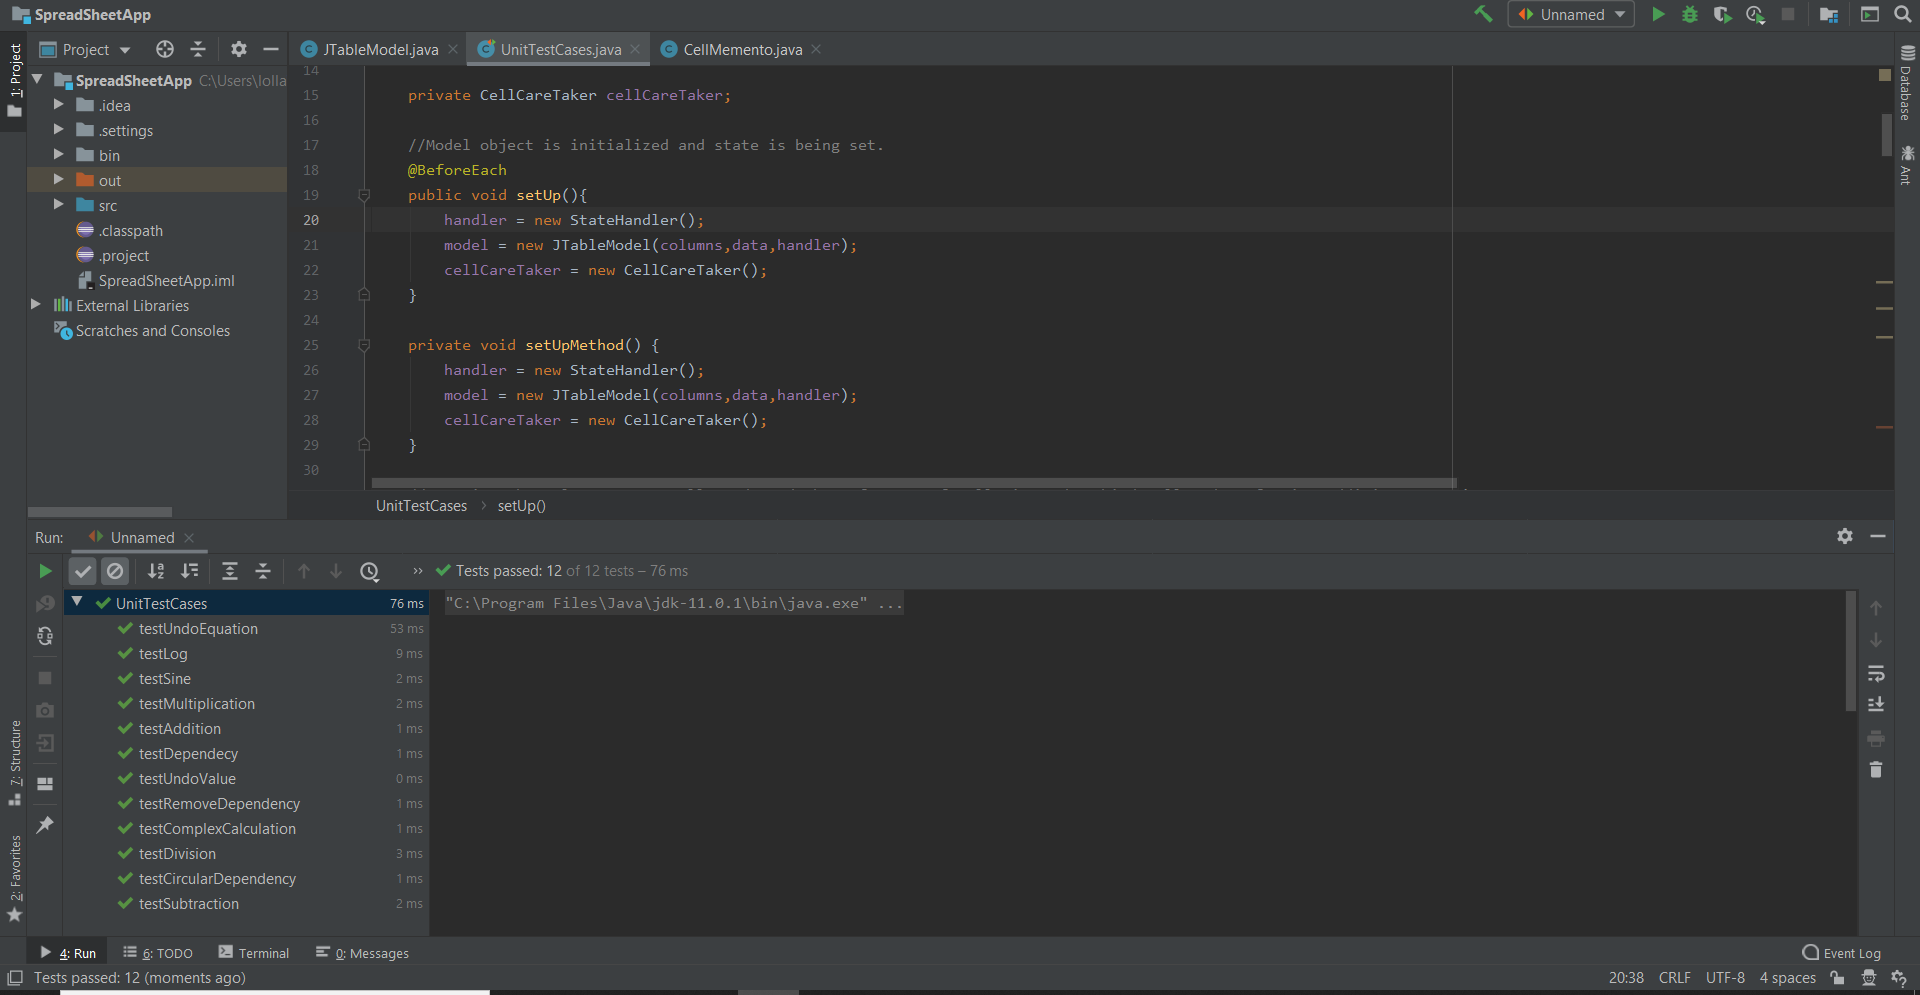 SpreadSheetApp
Unnamed
1: Project
Project
JTableModel.java
UnitTestCases.java
CellMemento.java
SpreadSheetApp C:\Users\lolla
.idea
.settings
bin
out
src
.classpath
.project
SpreadSheetApp.iml
External Libraries
Scratches and Consoles
14
15 private CellCareTaker cellCareTaker;
16
17 //Model object is initialized and state is being set.
18 @BeforeEach
19 public void setUp(){
20 handler = new StateHandler();
21 model = new JTableModel(columns,data,handler);
22 cellCareTaker = new CellCareTaker();
23 }
24
25 private void setUpMethod() {
26 handler = new StateHandler();
27 model = new JTableModel(columns,data,handler);
28 cellCareTaker = new CellCareTaker();
29 }
30
UnitTestCases > setUp()
Database
Ant
Run: Unnamed
» Tests passed: 12 of 12 tests – 76 ms
UnitTestCases 76 ms
testUndoEquation 53 ms
testLog 9 ms
testSine 2 ms
testMultiplication 2 ms
testAddition 1 ms
testDependecy 1 ms
testUndoValue 0 ms
testRemoveDependency 1 ms
testComplexCalculation 1 ms
testDivision 3 ms
testCircularDependency 1 ms
testSubtraction 2 ms
"C:\Program Files\Java\jdk-11.0.1\bin\java.exe" ...
7: Structure
2: Favorites
4: Run
6: TODO
Terminal
0: Messages
Event Log
Tests passed: 12 (moments ago)
20:38 CRLF UTF-8 4 spaces